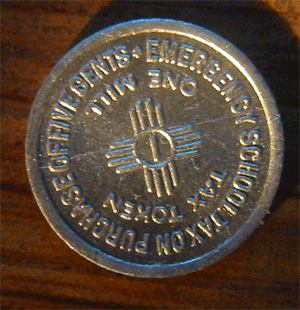 EMERGENCY SCHOOL TAX ON PURCHASE OF FIVE CENTS
ONE MILL
1
TAX TOKEN